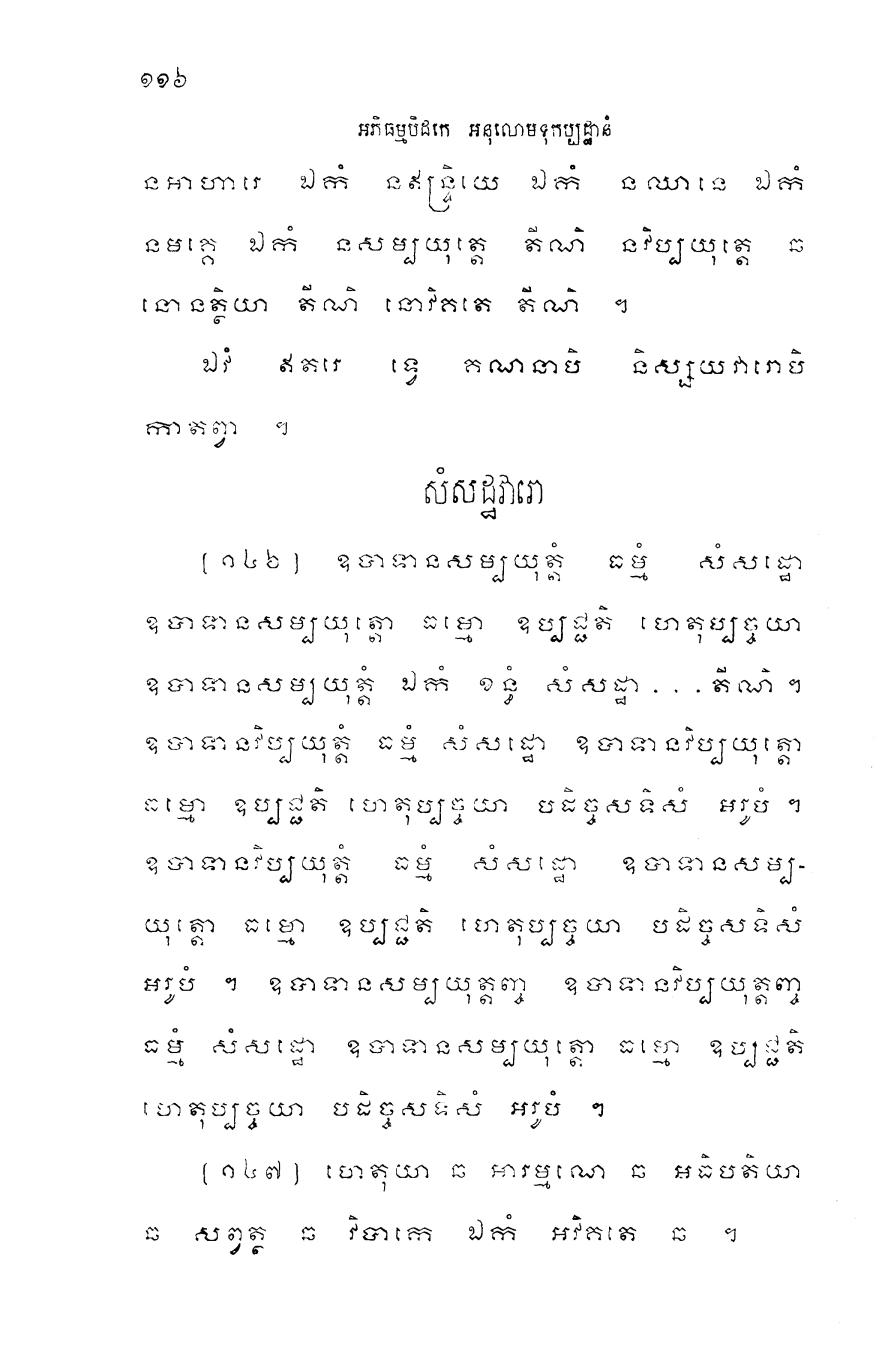 ១១៦
អភិធម្មបិដកេ អនុលោមទុកប្បដ្ឋានំ
នអាហារេ ឯកំ នឥន្ទ្រិយេ ឯកំ នឈានេ ឯកំ
នមគ្គេ ឯកំ នសម្បយុត្តេ តីណិ នវិប្បយុត្តេ ឆ
នោនត្ថិយា តីណិ នោវិគតេ តីណិ ។
ឯវំ ឥតរេ ទ្វេ គណនាបិ និស្សយវារោបិ
កាតព្វា ។
សំសដ្ឋវារោ
[១៤៦] ឧបាទានសម្បយុត្តំ ធម្មំ សំសដ្ឋោ
ឧបាទានសម្បយុត្តោ ធម្មោ ឧប្បជ្ជតិ ហេតុប្បច្ចយា
ឧបាទានសម្បយុត្តំ ឯកំ ខន្ធំ សំសដ្ឋា...តីណិ ។
ឧបាទានវិប្បយុត្តំ ធម្មំ សំសដ្ឋោ ឧបាទានវិប្បយុត្តោ
ធម្មោ ឧប្បជ្ជតិ ហេតុប្បច្ចយា បដិច្ចសទិសំ អរូបំ ។
ឧបាទានវិប្បយុត្តំ ធម្មំ សំសដ្ឋោ ឧបាទានសម្ប-
យុត្តោ ធម្មោ ឧប្បជ្ជតិ ហេតុប្បច្ចយា បដិច្ចសទិសំ
អរូបំ ។ ឧបាទានសម្បយុត្តញ្ច ឧបាទានវិប្បយុត្តញ្ច
ធម្មំ សំសដ្ឋោ ឧបាទានសម្បយុត្តោ ធម្មោ ឧប្បជ្ជតិ
ហេតុប្បច្ចយា បដិច្ចសទិសំ អរូបំ ។
[១៤៧] ហេតុយា ឆ អារម្មណេ ឆ អធិបតិយា
ឆ សព្វត្ថ ឆ វិបាកេ ឯកំ អវិគតេ ឆ ។